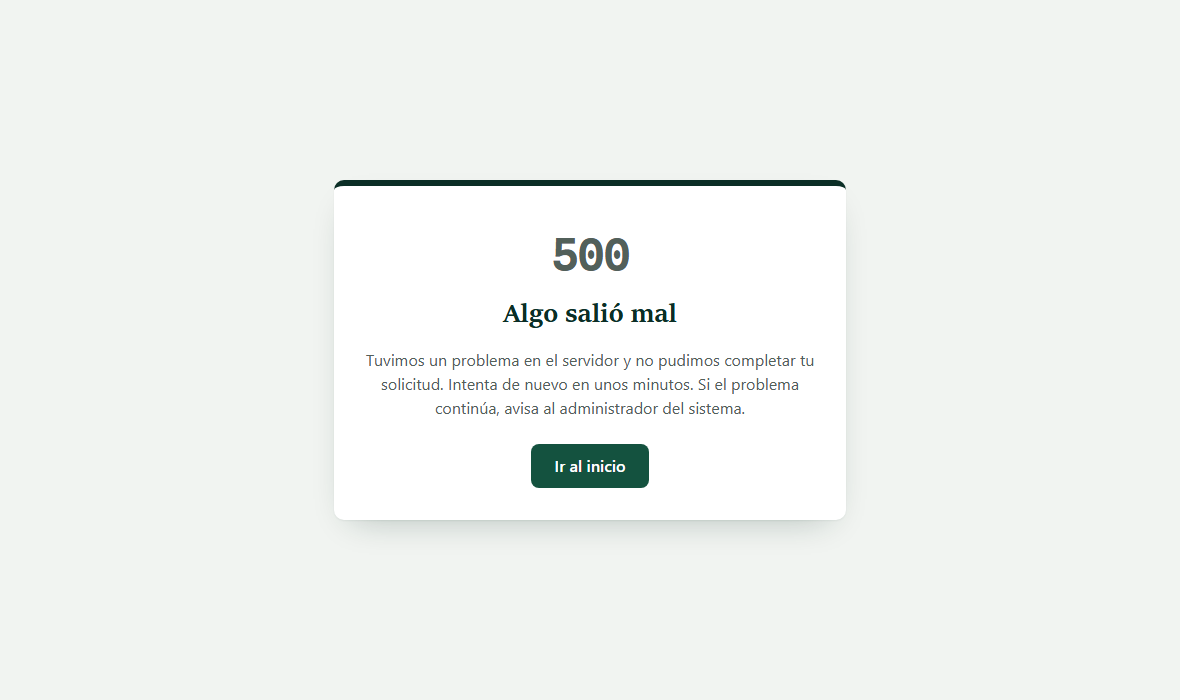 500
Algo salió mal
Tuvimos un problema en el servidor y no pudimos completar tu
solicitud. Intenta de nuevo en unos minutos. Si el problema
continúa, avisa al administrador del sistema.
Ir al inicio